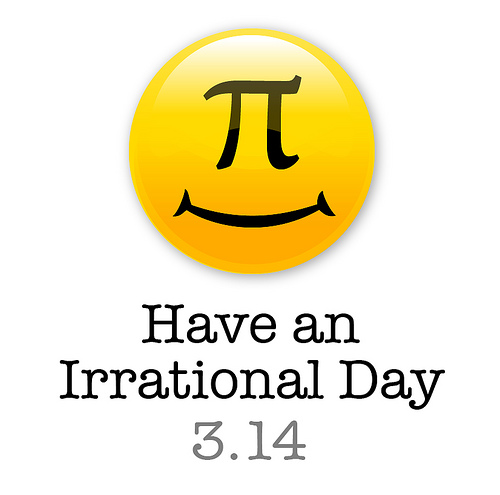 π
Have an
Irrational Day
3.14